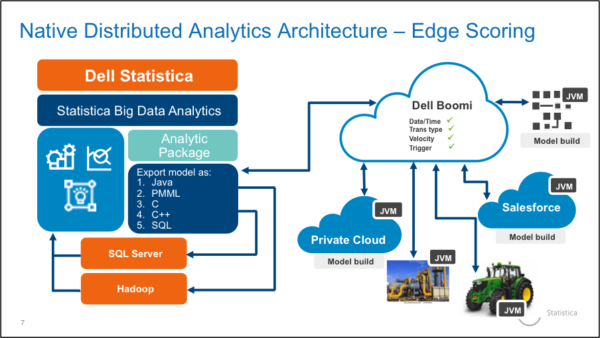 Native Distributed Analytics Architecture – Edge Scoring
Dell Statistica
Statistica Big Data Analytics
Analytic
Package
Export model as:
1. Java
2. PMML
3. C
4. C++
5. SQL
SQL Server
Hadoop
Dell Boomi
Date/Time
Trans type
Velocity
Trigger
JVM
Model build
JVM
Private Cloud
Model build
JVM
JVM
JVM
Salesforce
Model build
7
Statistica